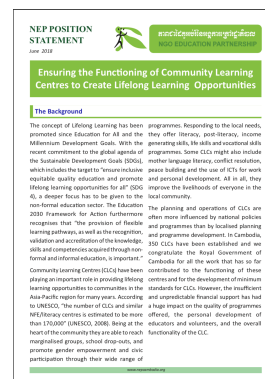 NEP POSITION
STATEMENT
June 2018
NGO EDUCATION PARTNERSHIP
Ensuring the Functioning of Community Learning
Centres to Create Lifelong Learning Opportunities
The Background
The concept of Lifelong Learning has been
promoted since Education for All and the
Millennium Development Goals. With the
recent commitment to the global agenda of
the Sustainable Development Goals (SDGs),
which includes the target to "ensure inclusive
equitable quality education and promote
lifelong learning opportunities for all" (SDG
4), a deeper focus has to be given to the
non-formal education sector. The Education
2030 Framework for Action furthermore
recognises that "the provision of flexible
learning pathways, as well as the recognition,
validation and accreditation of the knowledge,
skills and competencies acquired through non-
formal and informal education, is important."
Community Learning Centres (CLCs) have been
playing an important role in providing lifelong
learning opportunities to communities in the
Asia-Pacific region for many years. According
to UNESCO, "the number of CLCs and similar
NFE/literacy centres is estimated to be more
than 170,000" (UNESCO, 2008). Being at the
heart of the community they are able to reach
marginalised groups, school drop-outs, and
promote gender empowerment and civic
participation through their wide range of
programmes. Responding to the local needs,
they offer literacy, post-literacy, income
generating skills, life skills and vocational skills
programmes. Some CLCs might also include
mother language literacy, conflict resolution,
peace building and the use of ICTs for work
and personal development. All in all, they
improve the livelihoods of everyone in the
local community.
The planning and operations of CLCs are
often more influenced by national policies
and programmes than by localised planning
and programme development. In Cambodia,
350 CLCs have been established and we
congratulate the Royal Government of
Cambodia for all the work that has so far
contributed to the functioning of these
centres and for the development of minimum
standards for CLCs. However, the insufficient
and unpredictable financial support has had
a huge impact on the quality of programmes
offered, the personal development of
educators and volunteers, and the overall
functionality of the CLC.
www.nepcambodia.org